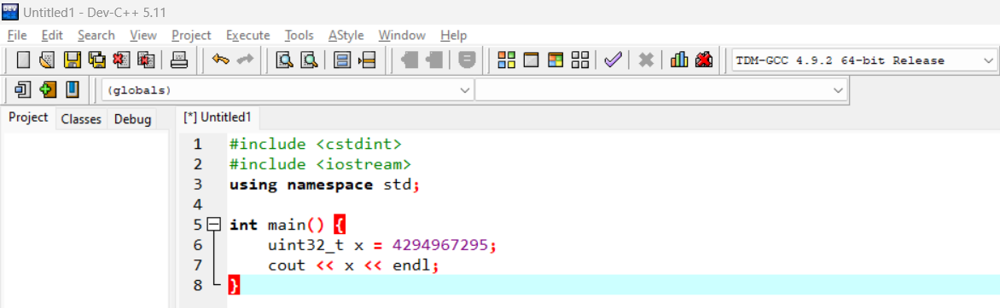 DEV
Untitled1 - Dev-C++ 5.11
File Edit Search View Project Execute Tools AStyle Window Help
TDM-GCC 4.9.2 64-bit Release
(globals)
Project Classes Debug [*] Untitled1
1 #include <cstdint>
2 #include <iostream>
3 using namespace std;
4
5 int main() {
6 uint32_t x = 4294967295;
7 cout << x << endl;
8 }